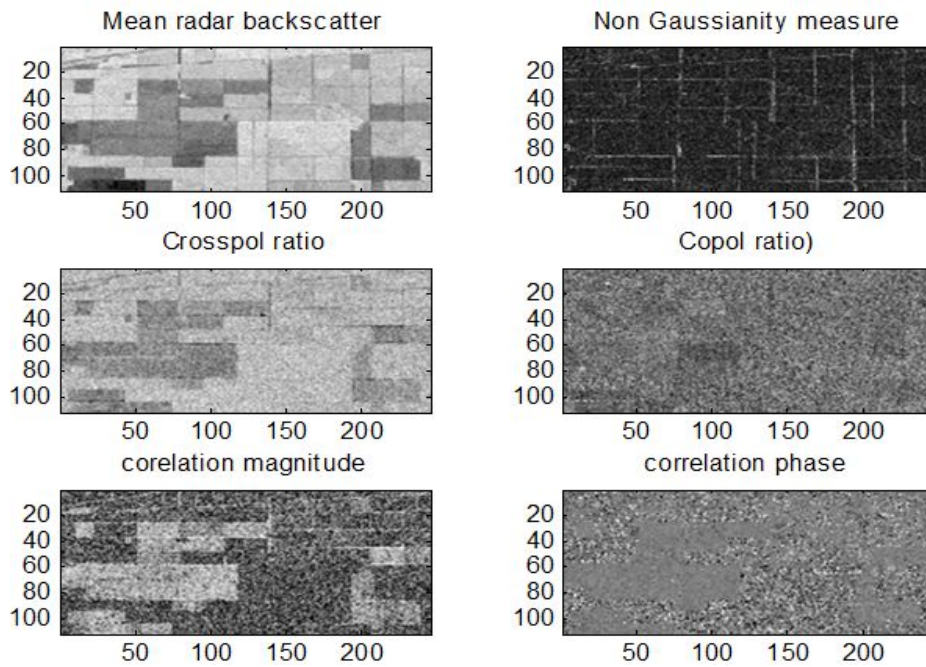 Mean radar backscatter
Non Gaussianity measure
20
40
60
80
100
50 100 150 200
20
40
60
80
100
50 100 150 200
Crosspol ratio
Copol ratio)
20
40
60
80
100
50 100 150 200
20
40
60
80
100
50 100 150 200
corelation magnitude
correlation phase
20
40
60
80
100
50 100 150 200
20
40
60
80
100
50 100 150 200